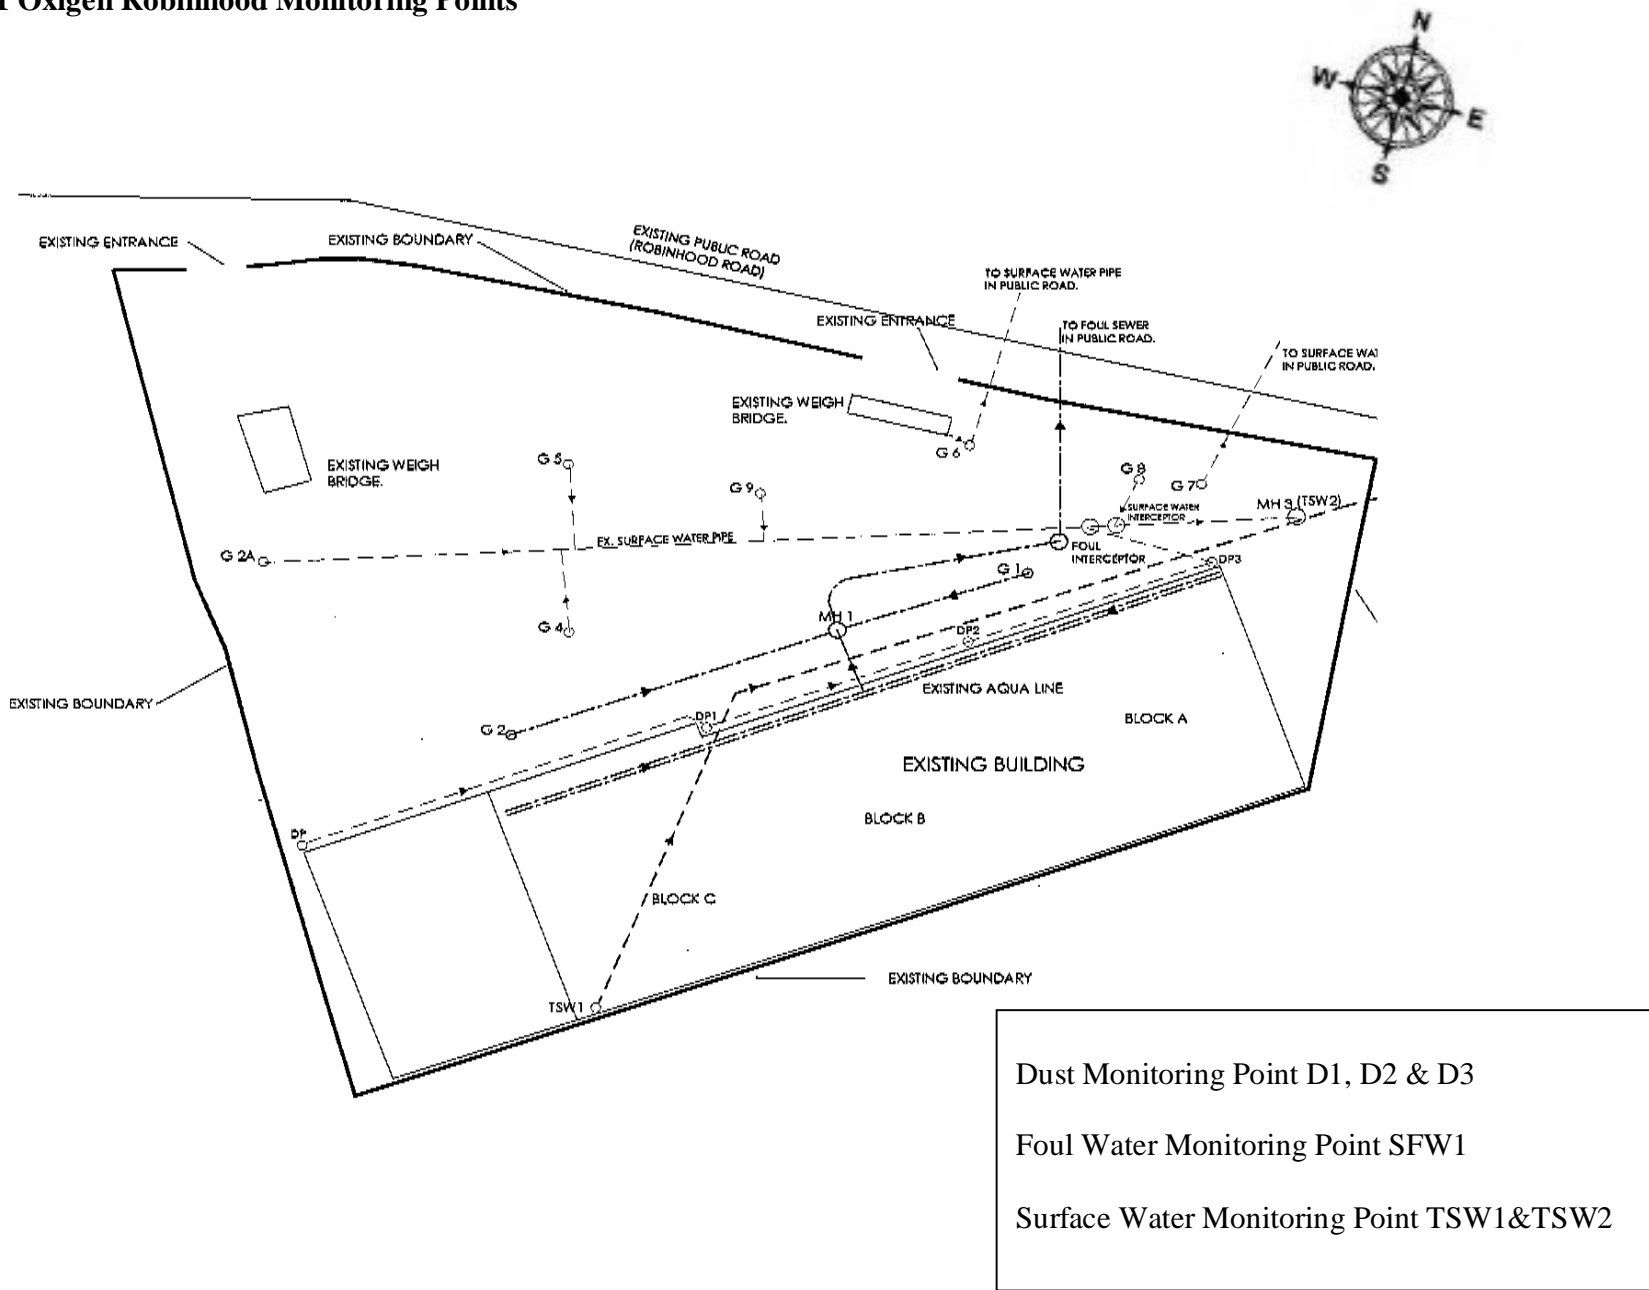 Oxigen Robinhood Monitoring Points
N
W
E
S
EXISTING ENTRANCE
EXISTING BOUNDARY
EXISTING PUBLIC ROAD
(ROBINHOOD ROAD)
TO SURFACE WATER PIPE
IN PUBLIC ROAD.
EXISTING ENTRANCE
TO FOUL SEWER
IN PUBLIC ROAD.
TO SURFACE WAT
IN PUBLIC ROAD.
EXISTING WEIGH
BRIDGE.
EXISTING WEIGH
BRIDGE.
G 5
G 9
G 6
G 8
G 7
MH 3 (TSW2)
SURFACE WATER
INTERCEPTOR
EX. SURFACE WATER PIPE
G 2A
FOUL
INTERCEPTOR
DP3
G 1
G 4
MH 1
DP2
EXISTING BOUNDARY
EXISTING AQUA LINE
G 2
DP1
BLOCK A
EXISTING BUILDING
BLOCK B
DP
BLOCK C
EXISTING BOUNDARY
TSW1
Dust Monitoring Point D1, D2 & D3
Foul Water Monitoring Point SFW1
Surface Water Monitoring Point TSW1&TSW2